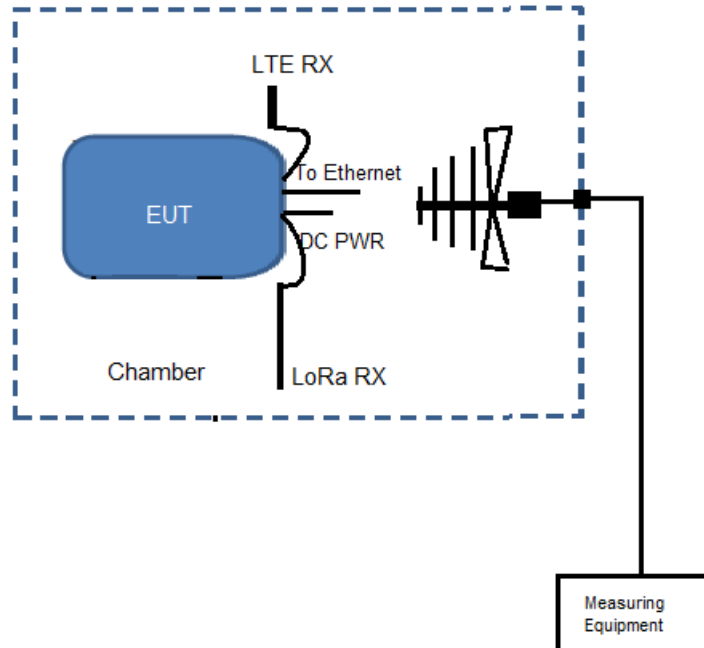 LTE RX
To Ethernet
EUT
DC PWR
Chamber
LoRa RX
Measuring
Equipment